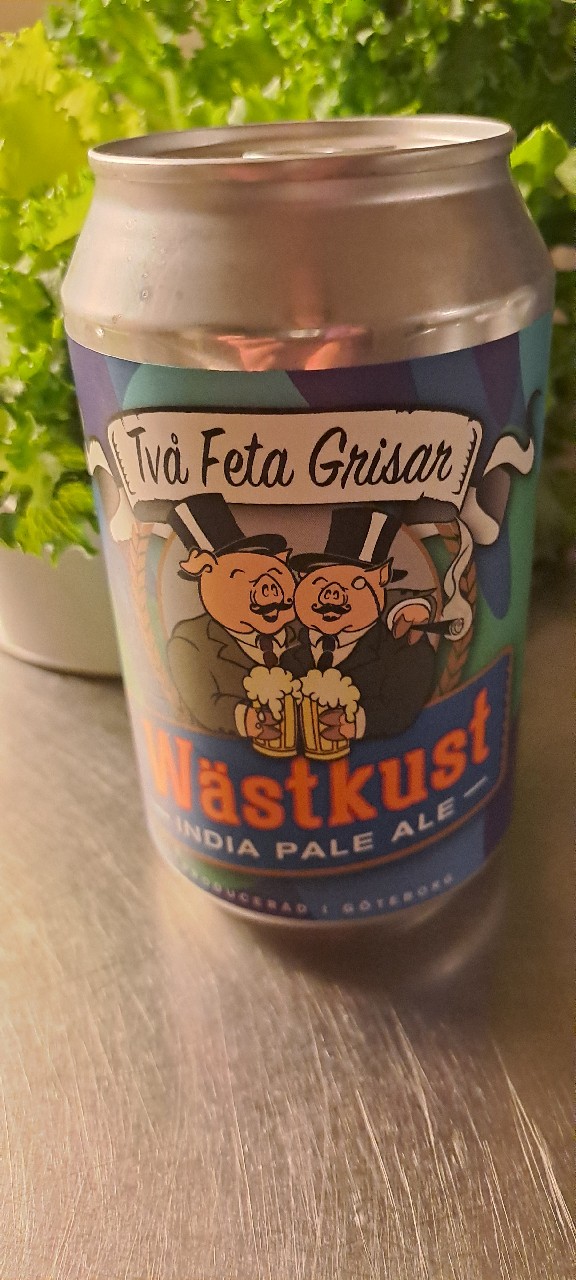 Två Feta Grisar
Wästkust
— INDIA PALE ALE —
PRODUCERAD I GÖTEBORG